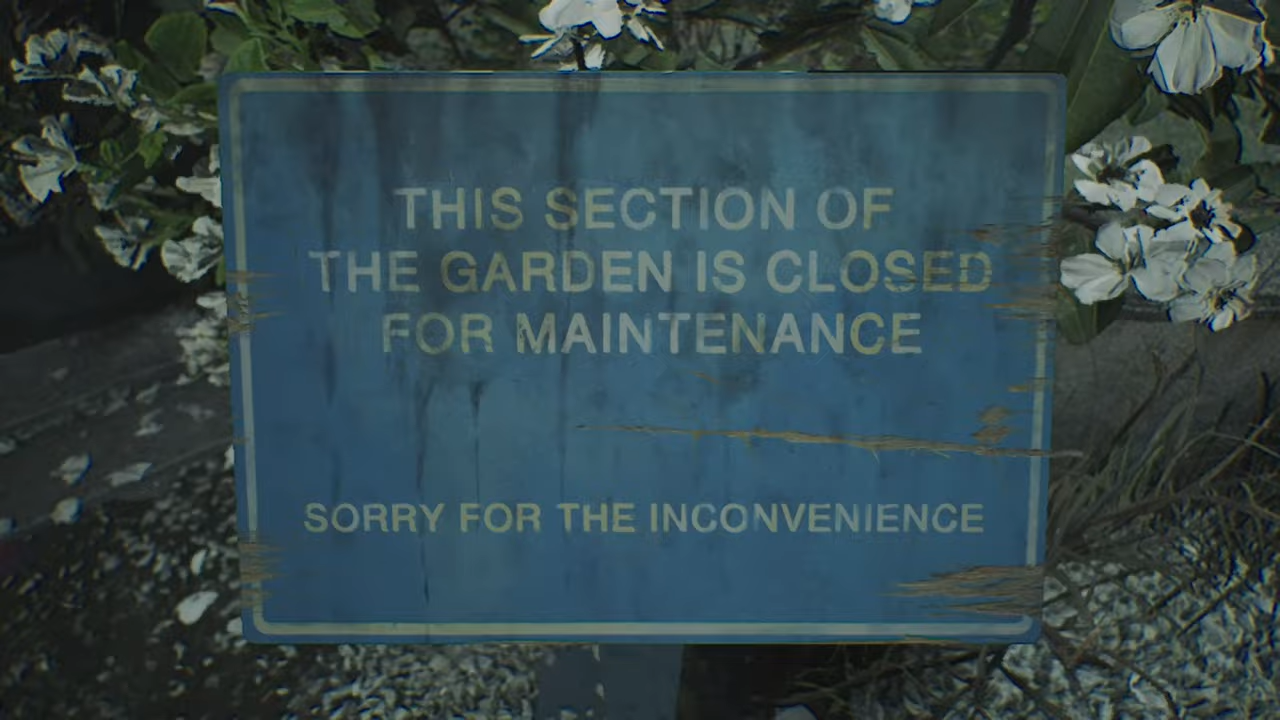 THIS SECTION OF
THE GARDEN IS CLOSED
FOR MAINTENANCE
SORRY FOR THE INCONVENIENCE